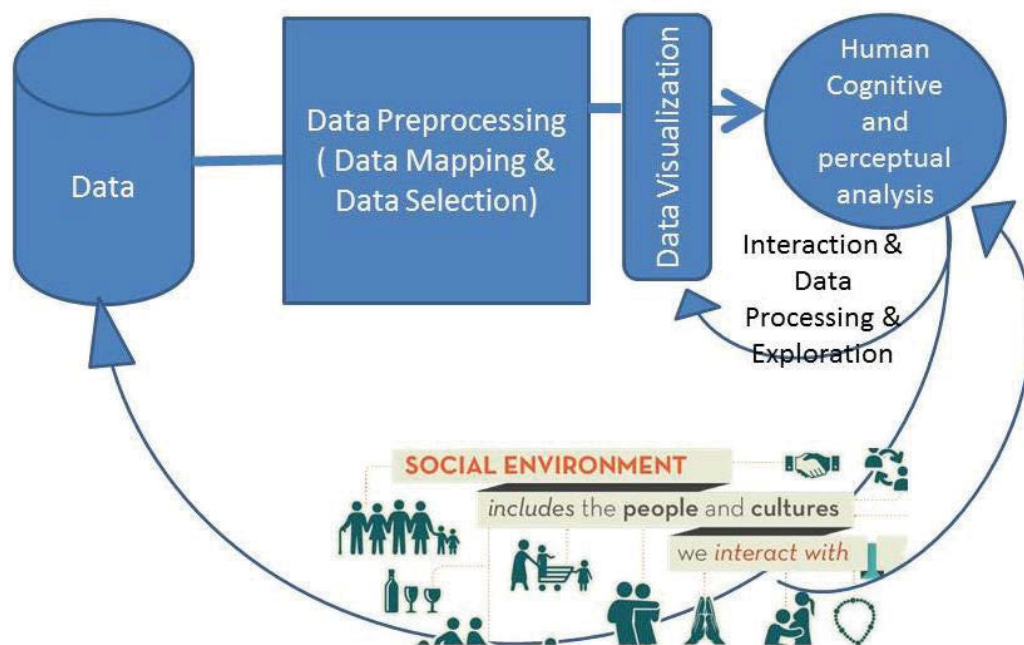 Data
Data Preprocessing
( Data Mapping &
Data Selection)
Data Visualization
Human
Cognitive
and
perceptual
analysis
Interaction &
Data
Processing &
Exploration
SOCIAL ENVIRONMENT
includes the people and cultures
we interact with